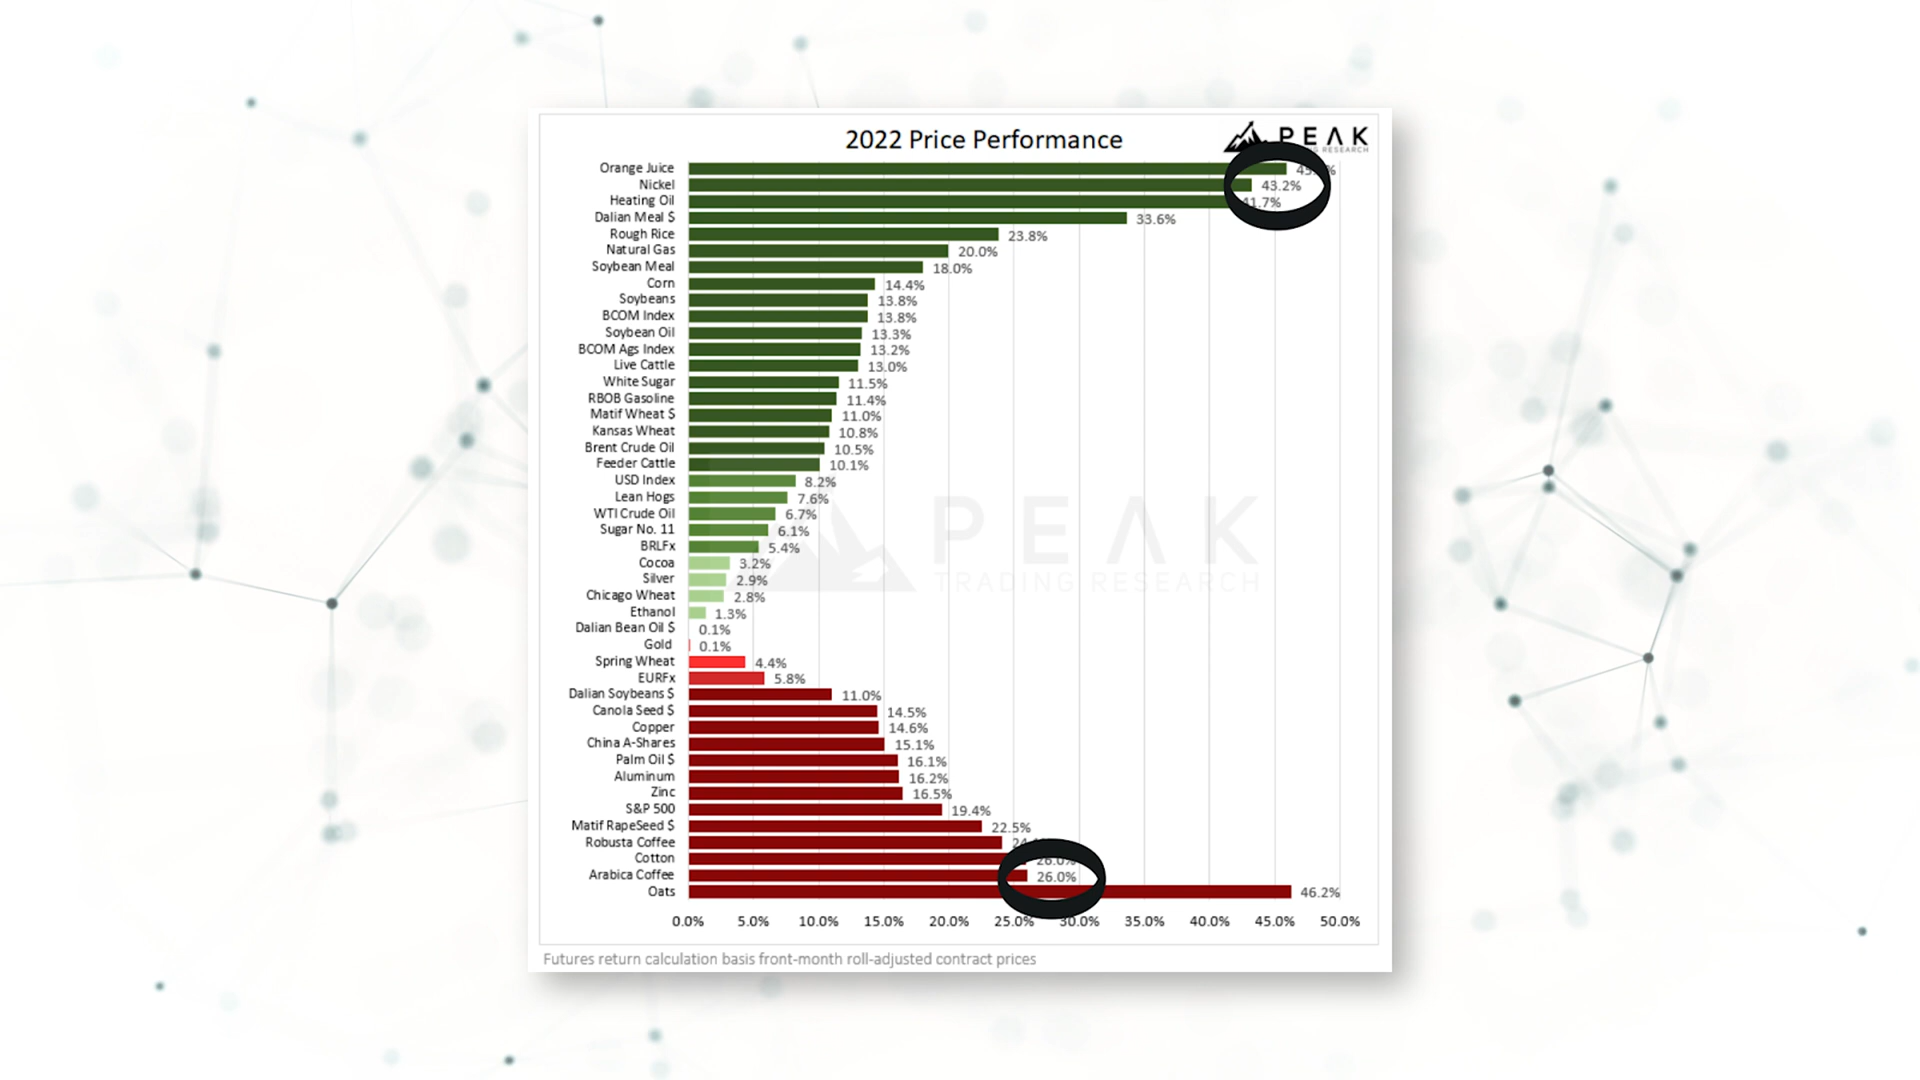 2022 Price Performance
PEAK
Orange Juice
Nickel 43.2%
Heating Oil 41.7%
Dalian Meal $ 33.6%
Rough Rice 23.8%
Natural Gas 20.0%
Soybean Meal 18.0%
Corn 14.4%
Soybeans 13.8%
BCOM Index 13.8%
Soybean Oil 13.3%
BCOM Ags Index 13.2%
Live Cattle 13.0%
White Sugar 11.5%
RBOB Gasoline 11.4%
Matif Wheat $ 11.0%
Kansas Wheat 10.8%
Brent Crude Oil 10.5%
Feeder Cattle 10.1%
USD Index 8.2%
Lean Hogs 7.6%
WTI Crude Oil 6.7%
Sugar No. 11 6.1%
BRLFx 5.4%
Cocoa 3.2%
Silver 2.9%
Chicago Wheat 2.8%
Ethanol 1.3%
Dalian Bean Oil $ 0.1%
Gold 0.1%
Spring Wheat 4.4%
EURFx 5.8%
Dalian Soybeans $ 11.0%
Canola Seed $ 14.5%
Copper 14.6%
China A-Shares 15.1%
Palm Oil $ 16.1%
Aluminum 16.2%
Zinc 16.5%
S&P 500 19.4%
Matif RapeSeed $ 22.5%
Robusta Coffee
Cotton 26.0%
Arabica Coffee 26.0%
Oats 46.2%
0.0% 5.0% 10.0% 15.0% 20.0% 25.0% 30.0% 35.0% 40.0% 45.0% 50.0%
PEAK
TRADING RESEARCH
Futures return calculation basis front-month roll-adjusted contract prices